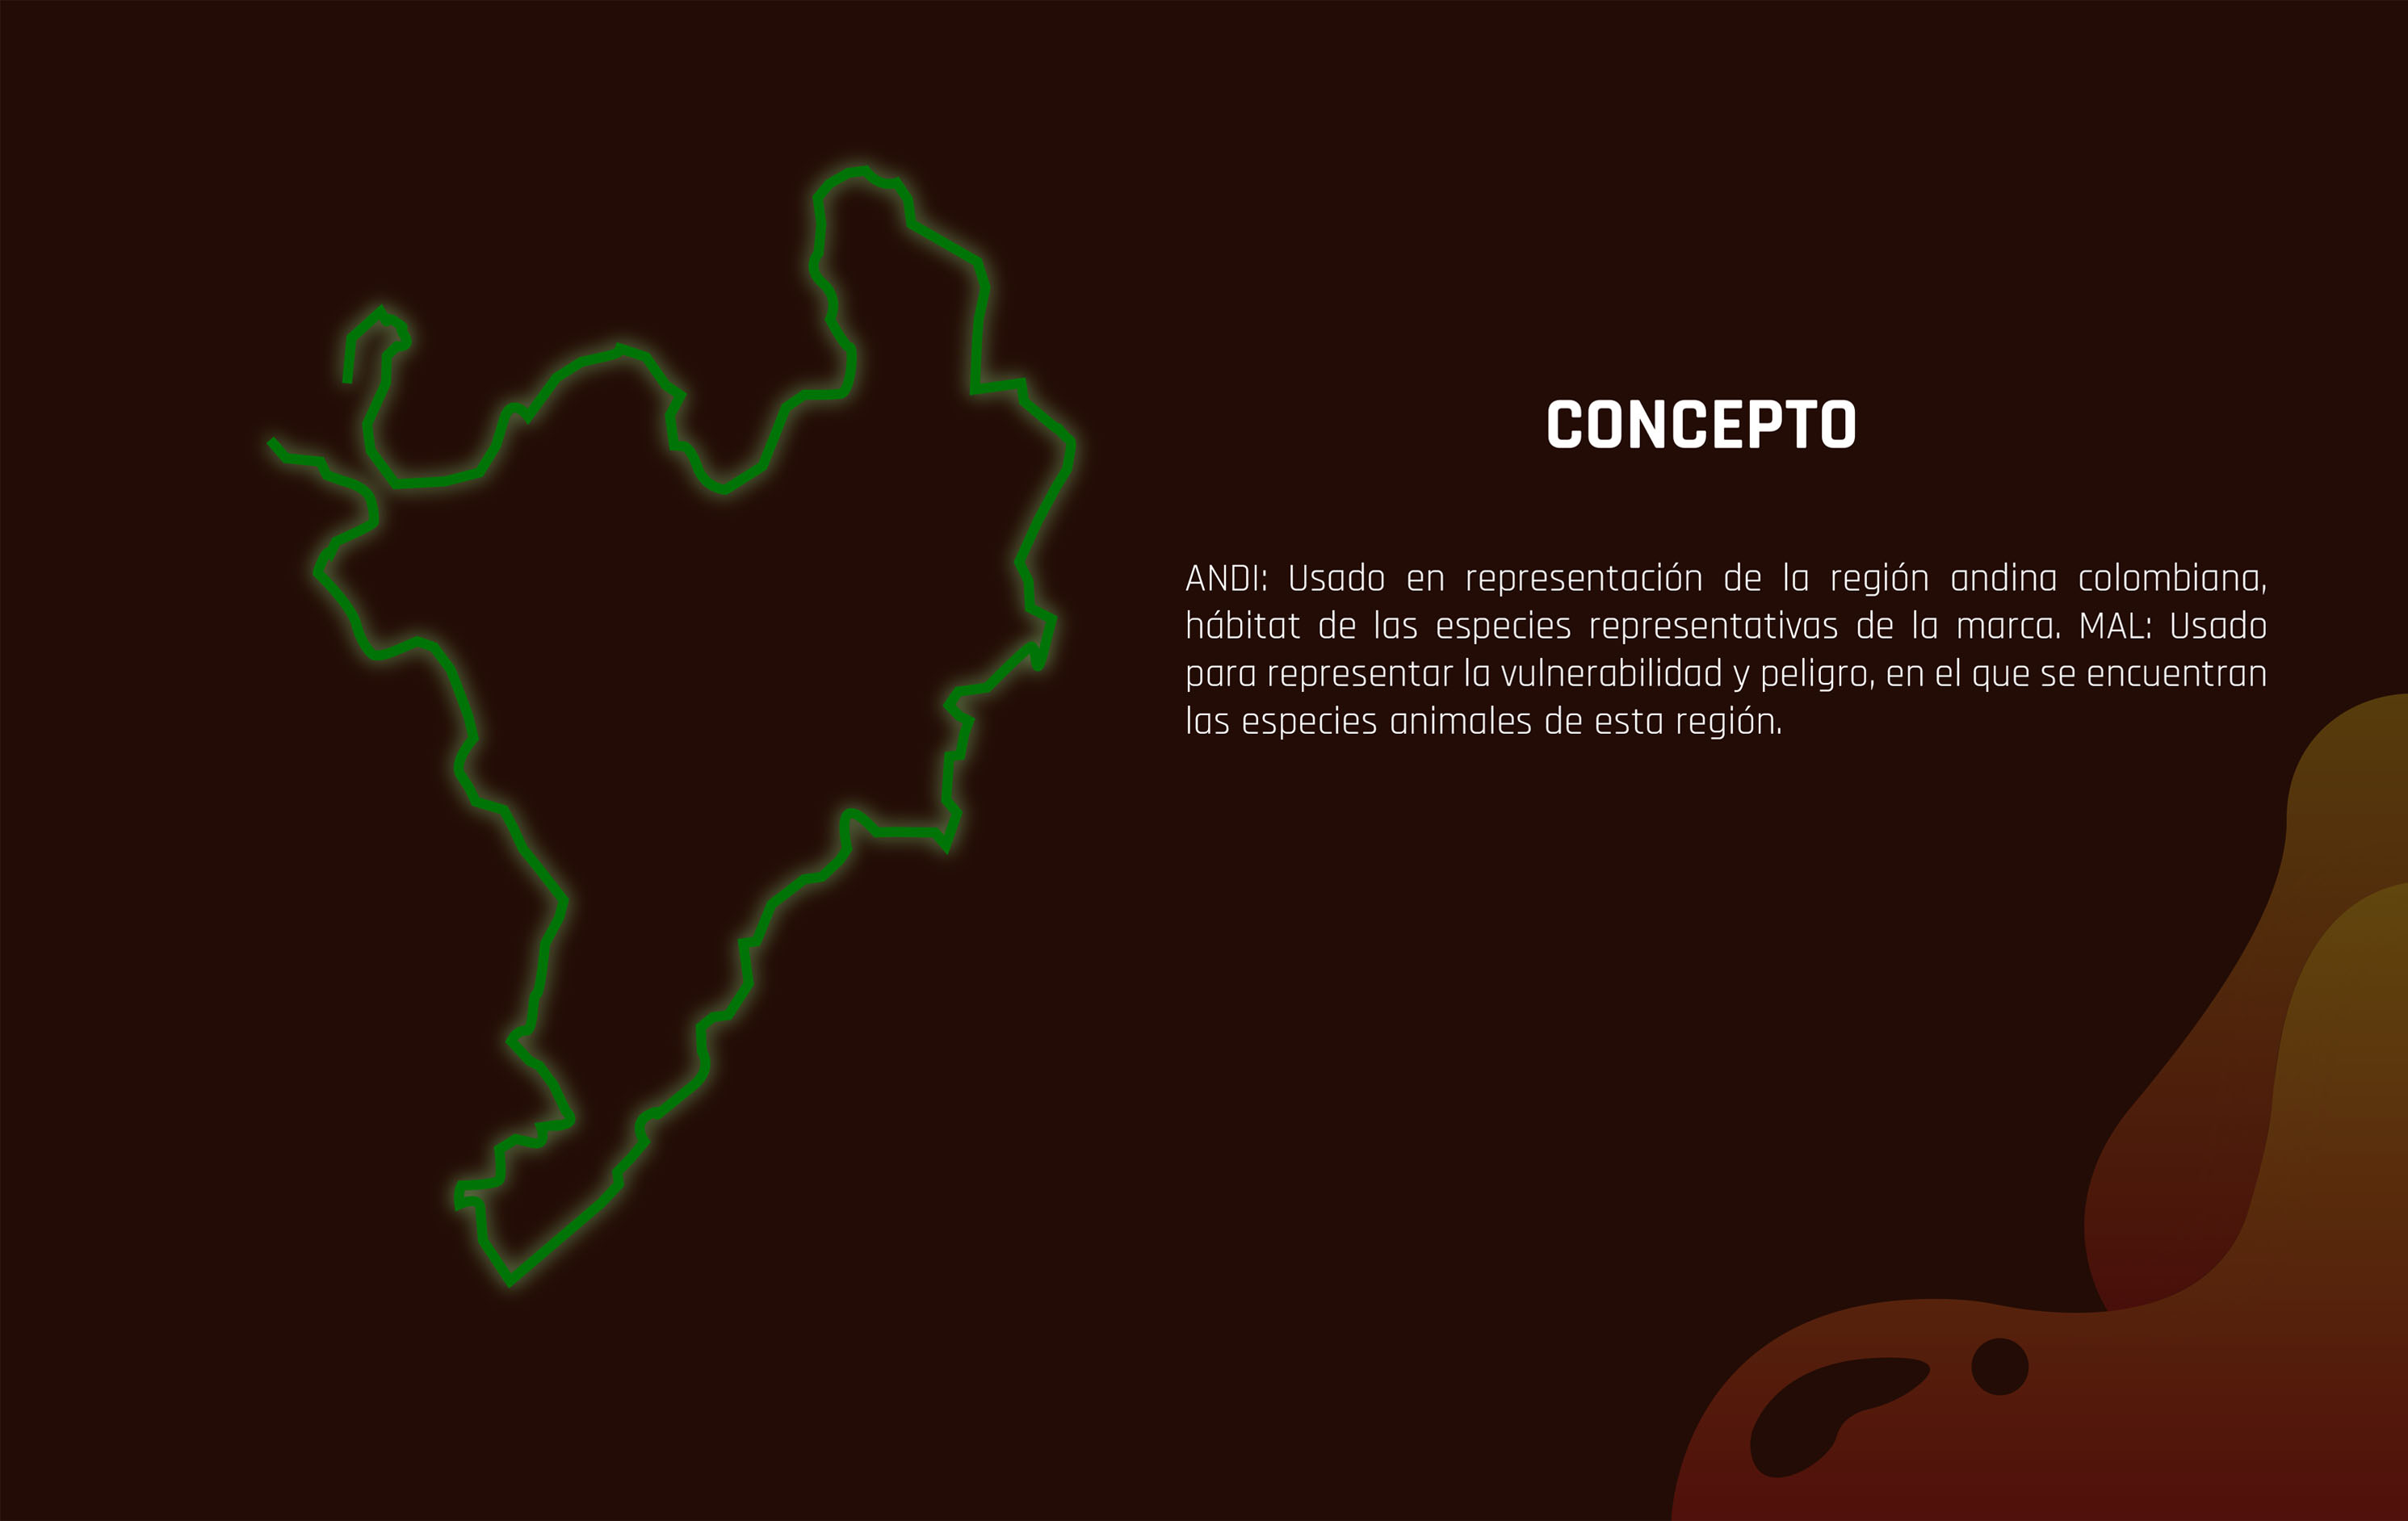 CONCEPTO
ANDI: Usado en representación de la región andina colombiana,
hábitat de las especies representativas de la marca. MAL: Usado
para representar la vulnerabilidad y peligro, en el que se encuentran
las especies animales de esta región.